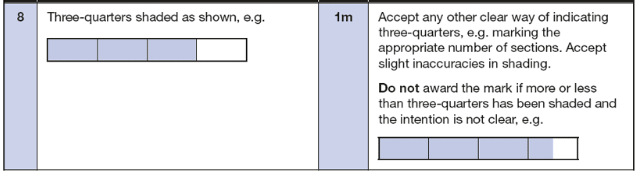 8 Three-quarters shaded as shown, e.g. 1m Accept any other clear way of indicating
three-quarters, e.g. marking the
appropriate number of sections. Accept
slight inaccuracies in shading.
Do not award the mark if more or less
than three-quarters has been shaded and
the intention is not clear, e.g.